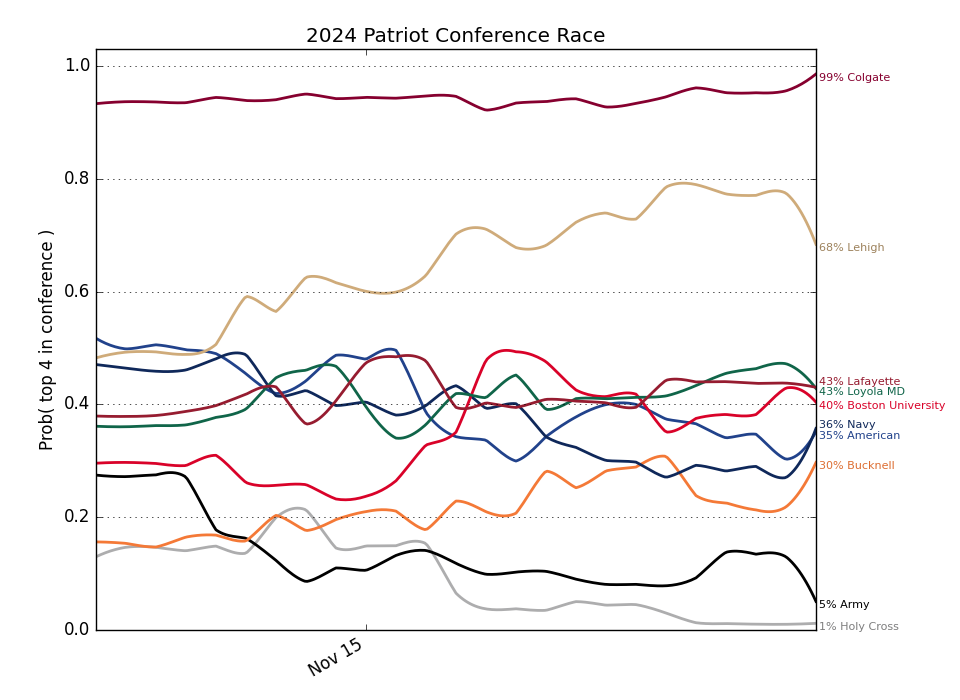 2024 Patriot Conference Race
Prob( top 4 in conference )
1.0
0.8
0.6
0.4
0.2
0.0
Nov 15
99% Colgate
68% Lehigh
43% Lafayette
43% Loyola MD
40% Boston University
36% Navy
35% American
30% Bucknell
5% Army
1% Holy Cross